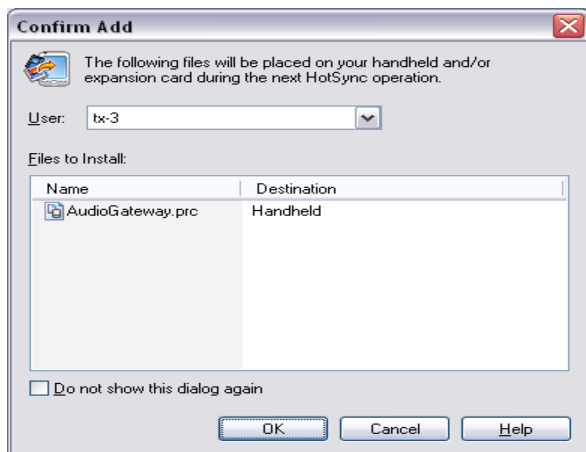 Confirm Add
The following files will be placed on your handheld and/or
expansion card during the next HotSync operation.
User: tx-3
Files to Install:
Name Destination
AudioGateway.prc Handheld
Do not show this dialog again
OK Cancel Help